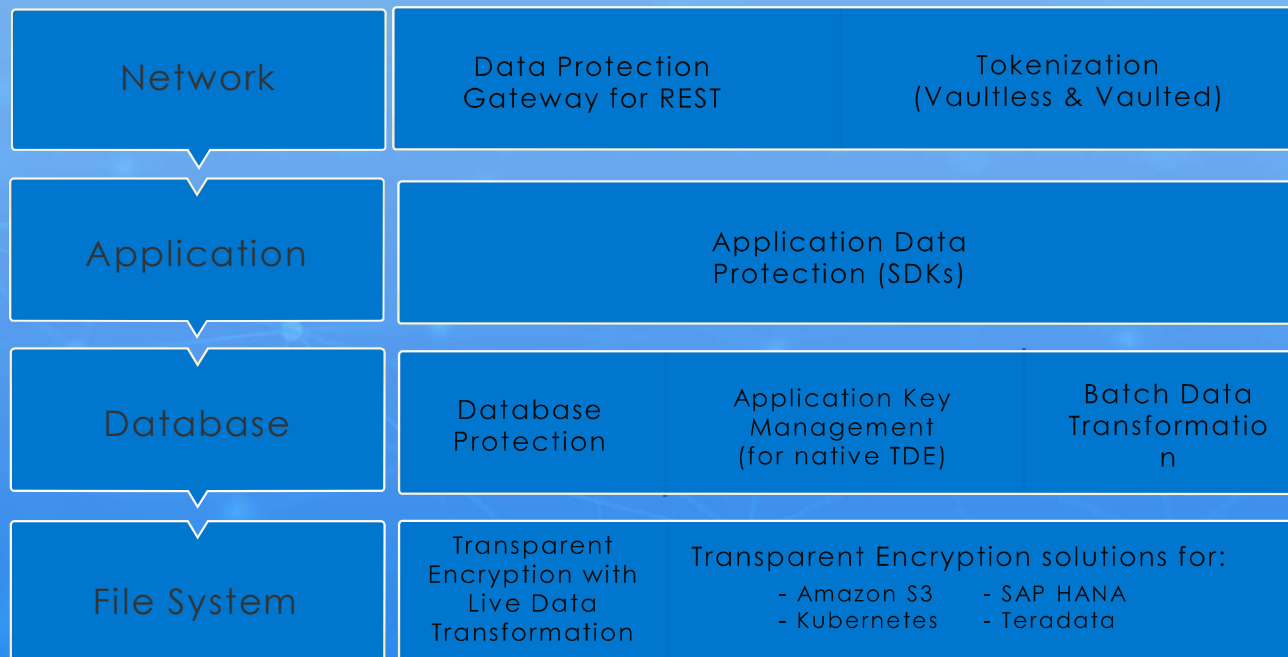 Network
Data Protection
Gateway for REST
Tokenization
(Vaultless & Vaulted)
Application
Application Data
Protection (SDKs)
Database
Database
Protection
Application Key
Management
(for native TDE)
Batch Data
Transformatio
n
File System
Transparent
Encryption with
Live Data
Transformation
Transparent Encryption solutions for:
- Amazon S3
- SAP HANA
- Kubernetes
- Teradata